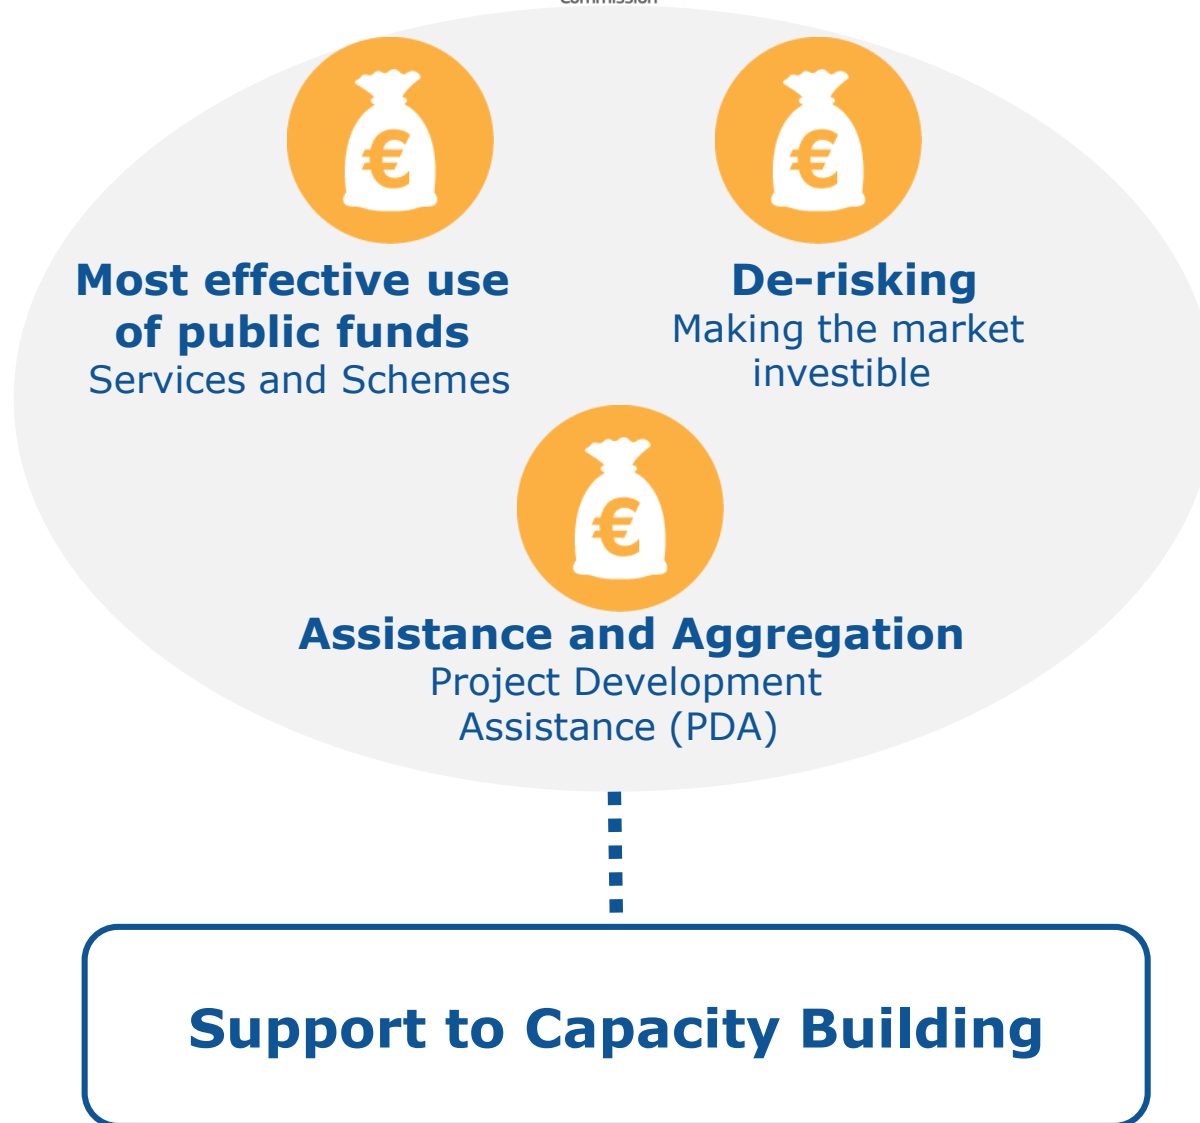 Commission
€
€
Most effective use
of public funds
Services and Schemes
De-risking
Making the market
investible
€
Assistance and Aggregation
Project Development
Assistance (PDA)
Support to Capacity Building